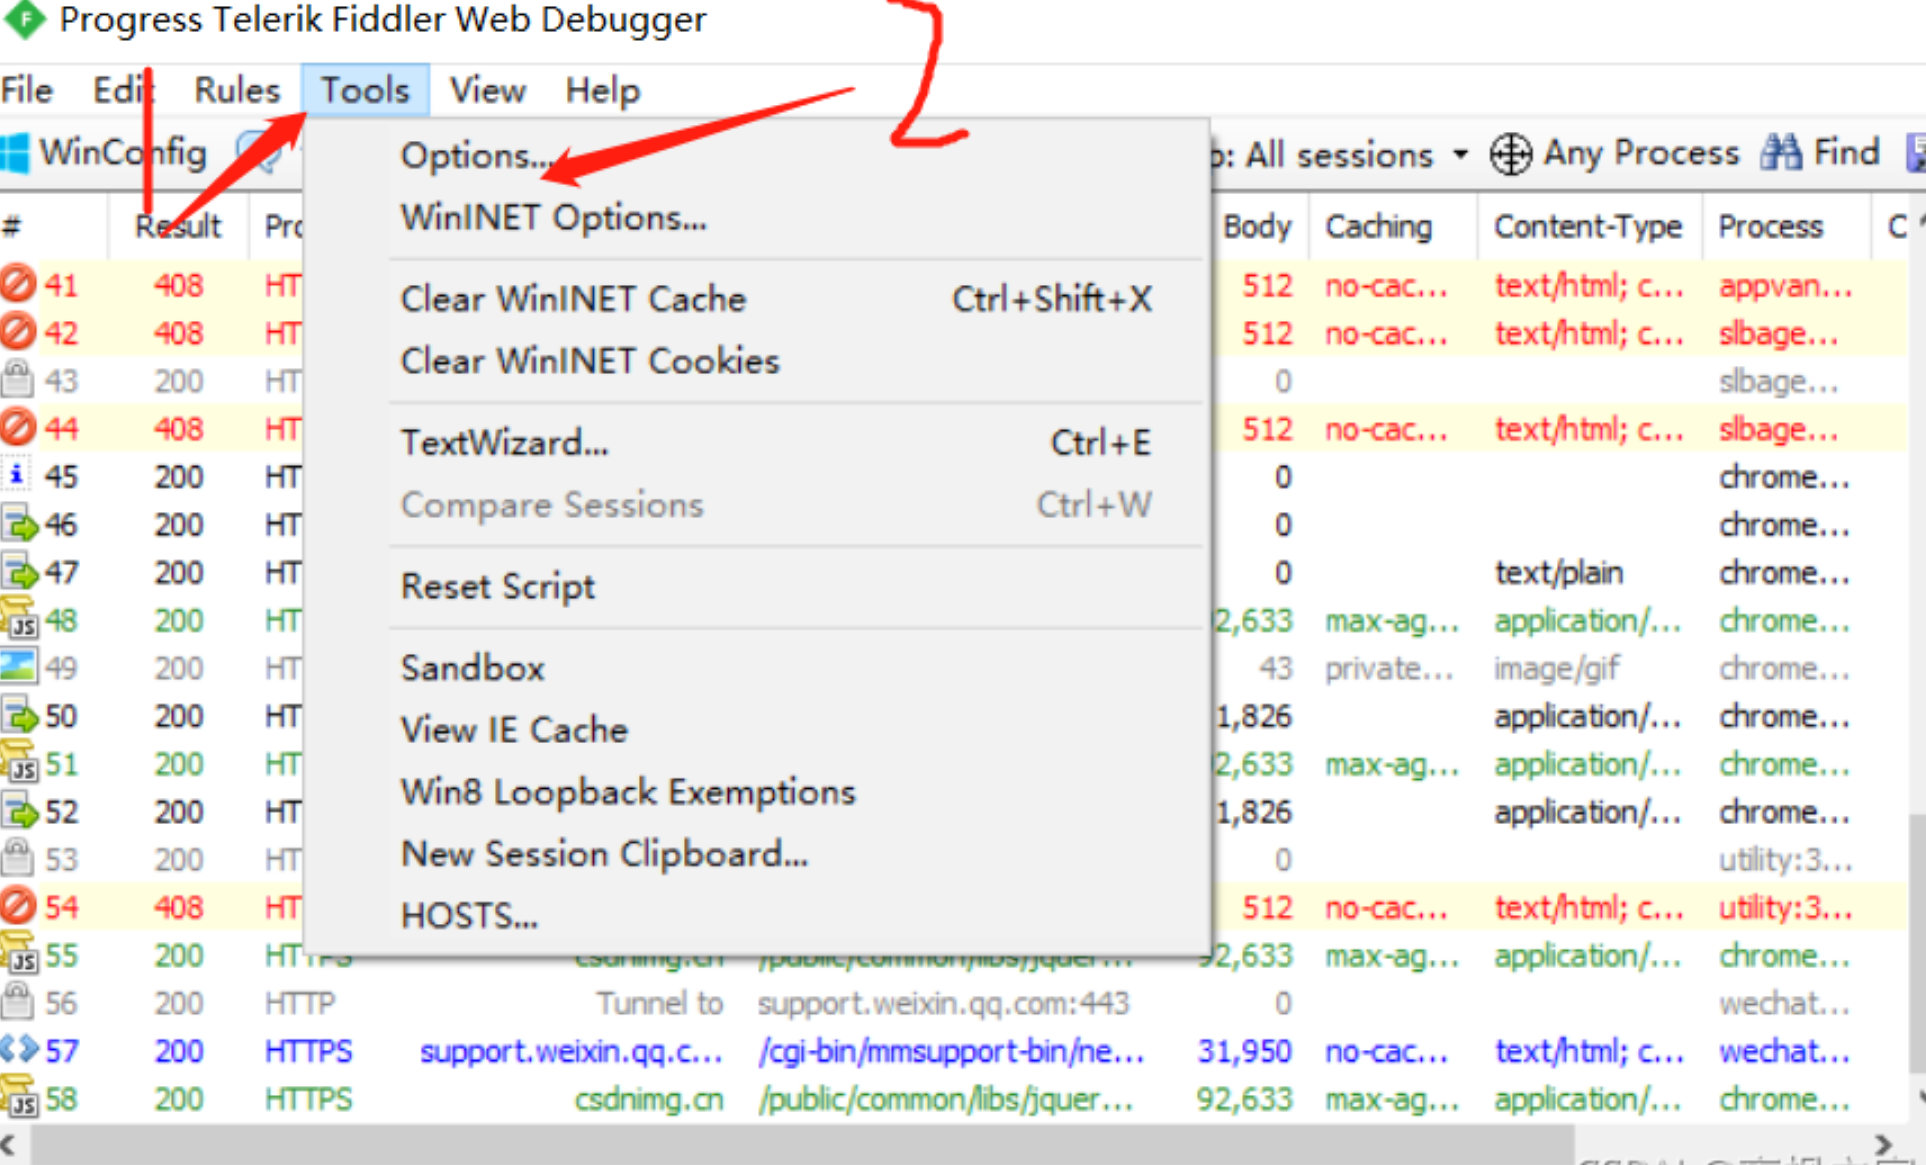 Progress Telerik Fiddler Web Debugger
2
File Edit Rules Tools View Help
WinConfig All sessions Any Process Find
# Result Body Caching Content-Type Process
Options...
WinINET Options...
Clear WinINET Cache Ctrl+Shift+X
Clear WinINET Cookies
TextWizard... Ctrl+E
Compare Sessions Ctrl+W
Reset Script
Sandbox
View IE Cache
Win8 Loopback Exemptions
New Session Clipboard...
HOSTS...
41 408 HT 512 no-cac... text/html; c... appvan...
42 408 HT 512 no-cac... text/html; c... slbage...
43 200 HT 0 slbage...
44 408 HT 512 no-cac... text/html; c... slbage...
45 200 HT 0 chrome...
46 200 HT 0 chrome...
47 200 HT 0 text/plain chrome...
48 200 HT 2,633 max-ag... application/... chrome...
49 200 HT 43 private... image/gif chrome...
50 200 HT 1,826 application/... chrome...
51 200 HT 2,633 max-ag... application/... chrome...
52 200 HT 1,826 application/... chrome...
53 200 HT 0 utility:3...
54 408 HT 512 no-cac... text/html; c... utility:3...
55 200 HTTPS csdnimg.cn /public/common/libs/jquer... 92,633 max-ag... application/... chrome...
56 200 HTTP Tunnel to support.weixin.qq.com:443 0 wechat...
57 200 HTTPS support.weixin.qq.c... /cgi-bin/mmsupport-bin/ne... 31,950 no-cac... text/html; c... wechat...
58 200 HTTPS csdnimg.cn /public/common/libs/jquer... 92,633 max-ag... application/... chrome...